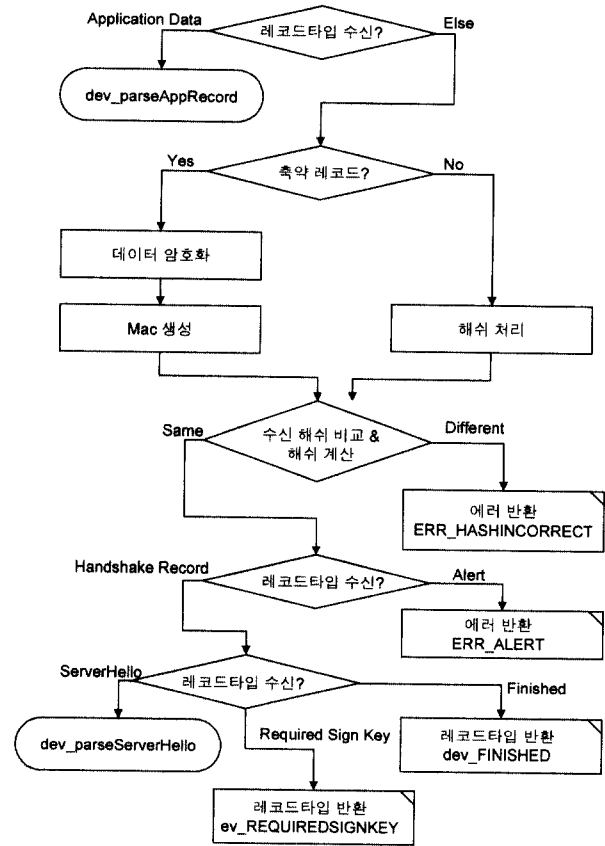 Application Data
레코드타입 수신?
Else
dev_parseAppRecord
Yes
축약 레코드?
No
데이터 암호화
Mac 생성
해쉬 처리
Same
수신 해쉬 비교 &
해쉬 계산
Different
에러 반환
ERR_HASHINCORRECT
Handshake Record
레코드타입 수신?
Alert
에러 반환
ERR_ALERT
ServerHello
레코드타입 수신?
Finished
dev_parseServerHello
Required Sign Key
레코드타입 반환
dev_FINISHED
레코드타입 반환
ev_REQUIREDSIGNKEY